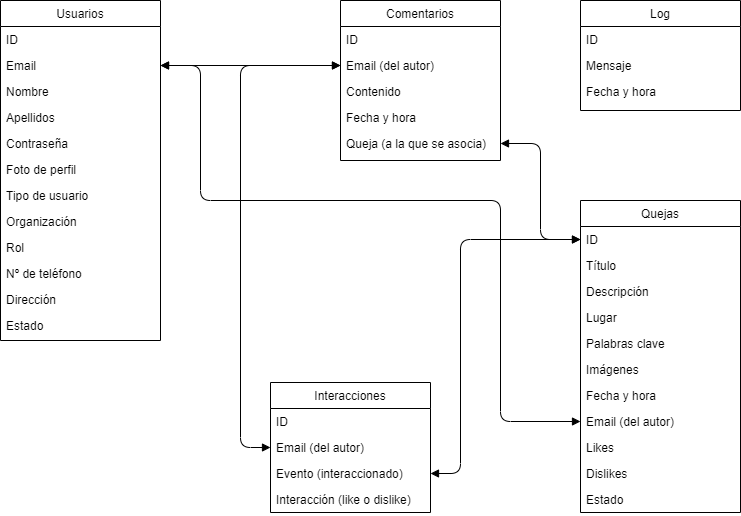 Usuarios
ID
Email
Nombre
Apellidos
Contraseña
Foto de perfil
Tipo de usuario
Organización
Rol
Nº de teléfono
Dirección
Estado
Comentarios
ID
Email (del autor)
Contenido
Fecha y hora
Queja (a la que se asocia)
Log
ID
Mensaje
Fecha y hora
Quejas
ID
Título
Descripción
Lugar
Palabras clave
Imágenes
Fecha y hora
Email (del autor)
Likes
Dislikes
Estado
Interacciones
ID
Email (del autor)
Evento (interaccionado)
Interacción (like o dislike)